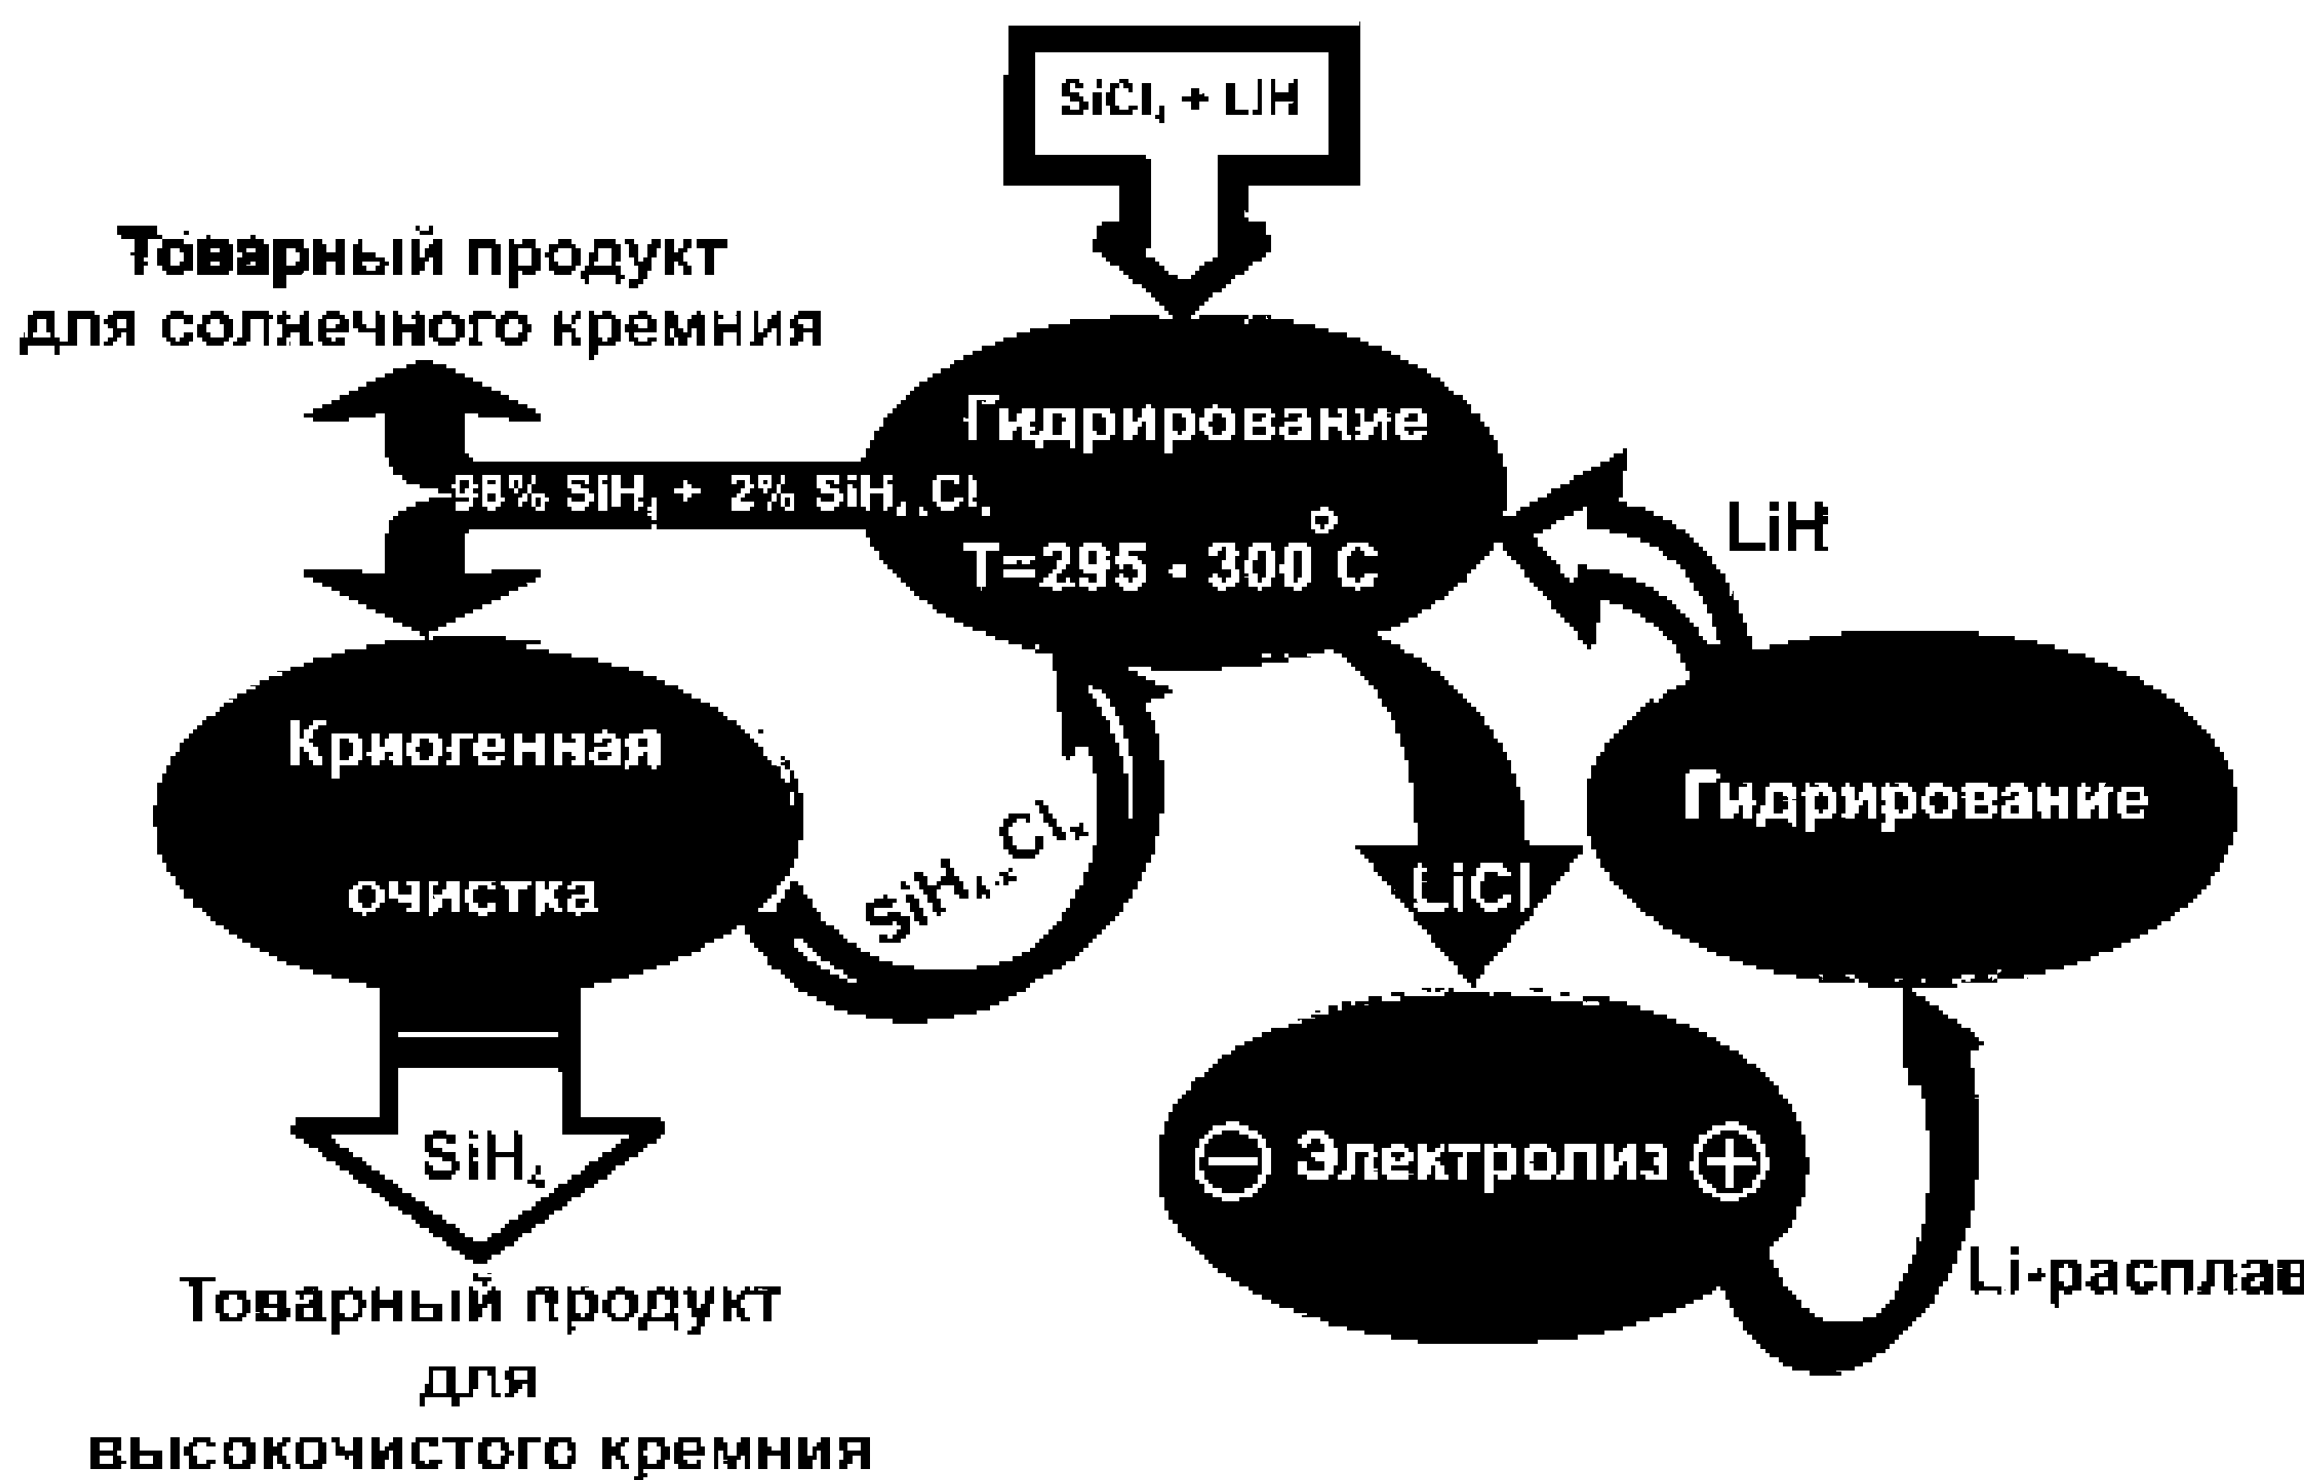 SiCl₄ + LiH
Товарный продукт
для солнечного кремния
Гидрирование
98% SiH₄ + 2% SiH₄₋ₓClₓ
T=295 - 300°C
LiH
Криогенная
очистка
Гидрирование
SiH₄₋ₓClₓ
LiCl
SiH₄
⊖ Электролиз ⊕
Li-расплав
Товарный продукт
для
высокочистого кремния